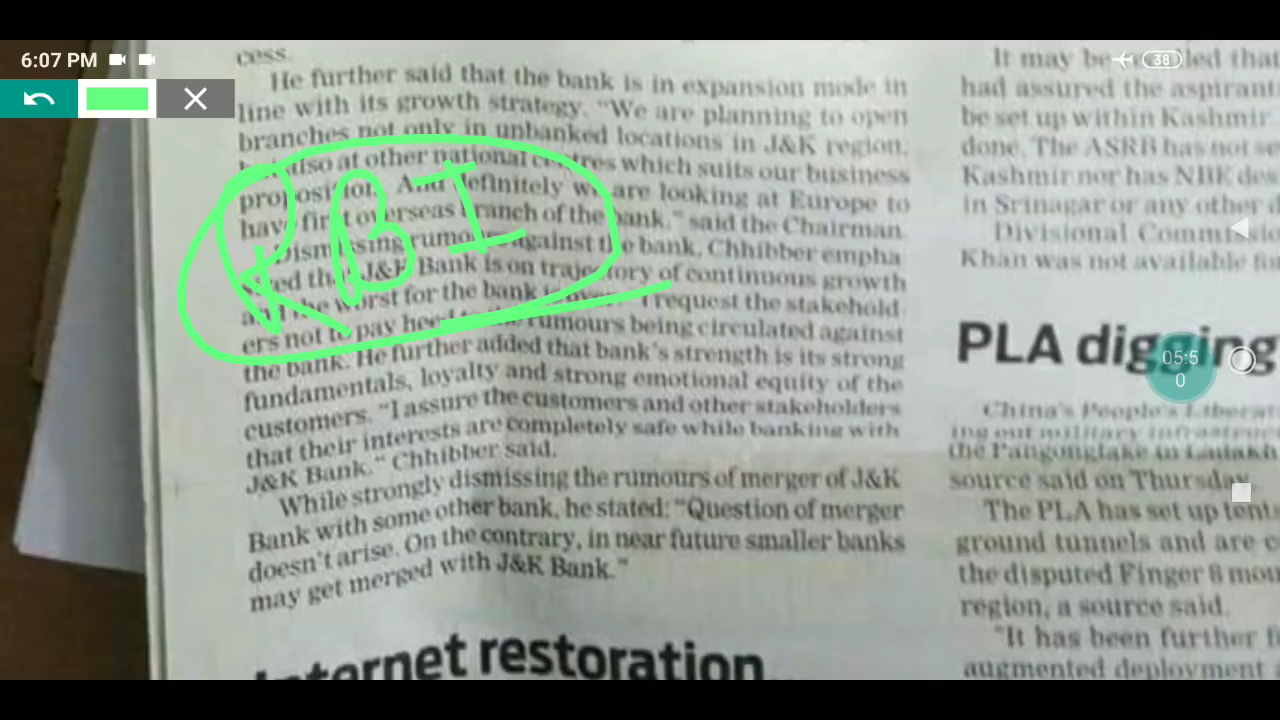 6:07 PM
38
cess.
He further said that the bank is in expansion mode in
line with its growth strategy. "We are planning to open
branches not only in unbanked locations in J&K region,
also at other national centres which suits our business
proposition. And definitely we are looking at Europe to
have first overseas branch of the bank." said the Chairman.
Dismissing rumours against the bank, Chhibber empha
that J&K Bank is on trajectory of continuous growth
and the worst for the bank is over. "I request the stakehold
ers not to pay heed to the rumours being circulated against
the bank. He further added that bank's strength is its strong
fundamentals, loyalty and strong emotional equity of the
customers. "I assure the customers and other stakeholders
that their interests are completely safe while banking with
J&K Bank." Chhibber said.
While strongly dismissing the rumours of merger of J&K
Bank with some other bank, he stated: "Question of merger
doesn't arise. On the contrary, in near future smaller banks
may get merged with J&K Bank."
Internet restoration
RBI
It may be led that
had assured the aspirant
be set up within Kashmir.
done. The ASRB has not se
Kashmir nor has NBK des
in Srinagar or any other d
Divisional Commissio
Khan was not available fo
PLA digging
05:5
0
China's People's Liberat
ing out military infrastruc
the Pangonglake in Ladakh
source said on Thursday
The PLA has set up tent
ground tunnels and are c
the disputed Finger 8 mou
region, a source said.
"It has been further
augmented deployment